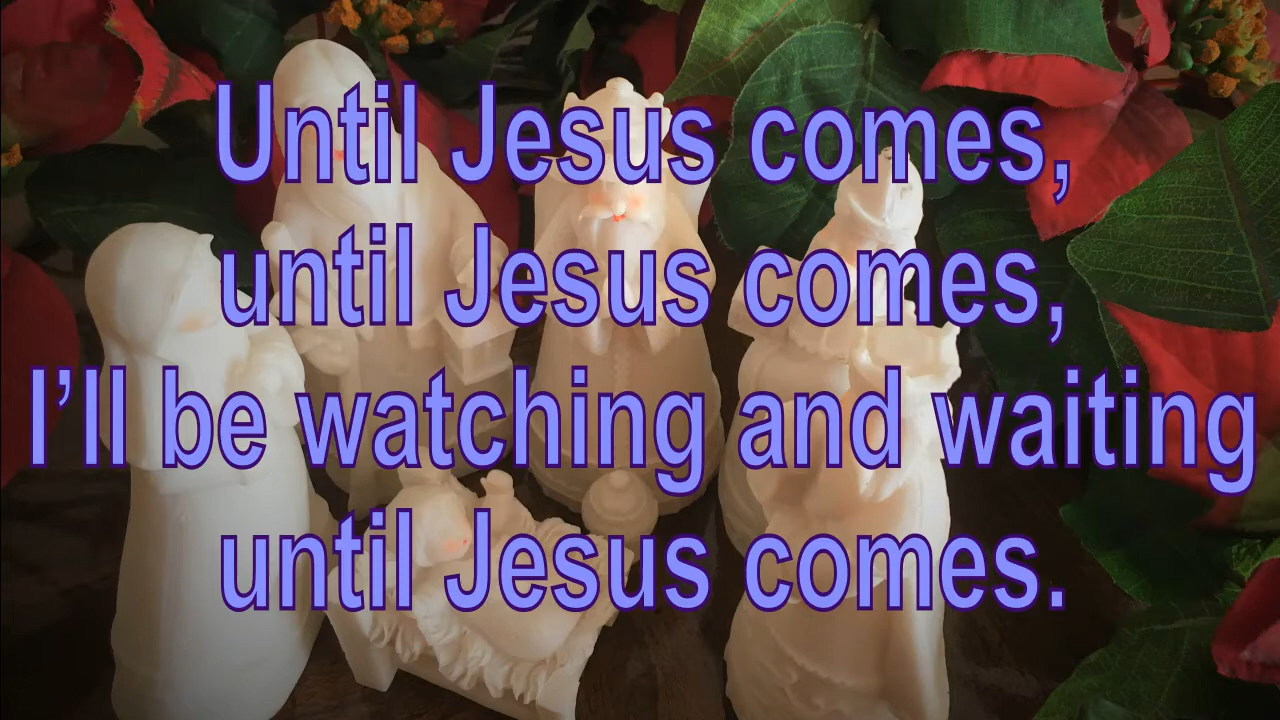 Until Jesus comes,
until Jesus comes,
I’ll be watching and waiting
until Jesus comes.